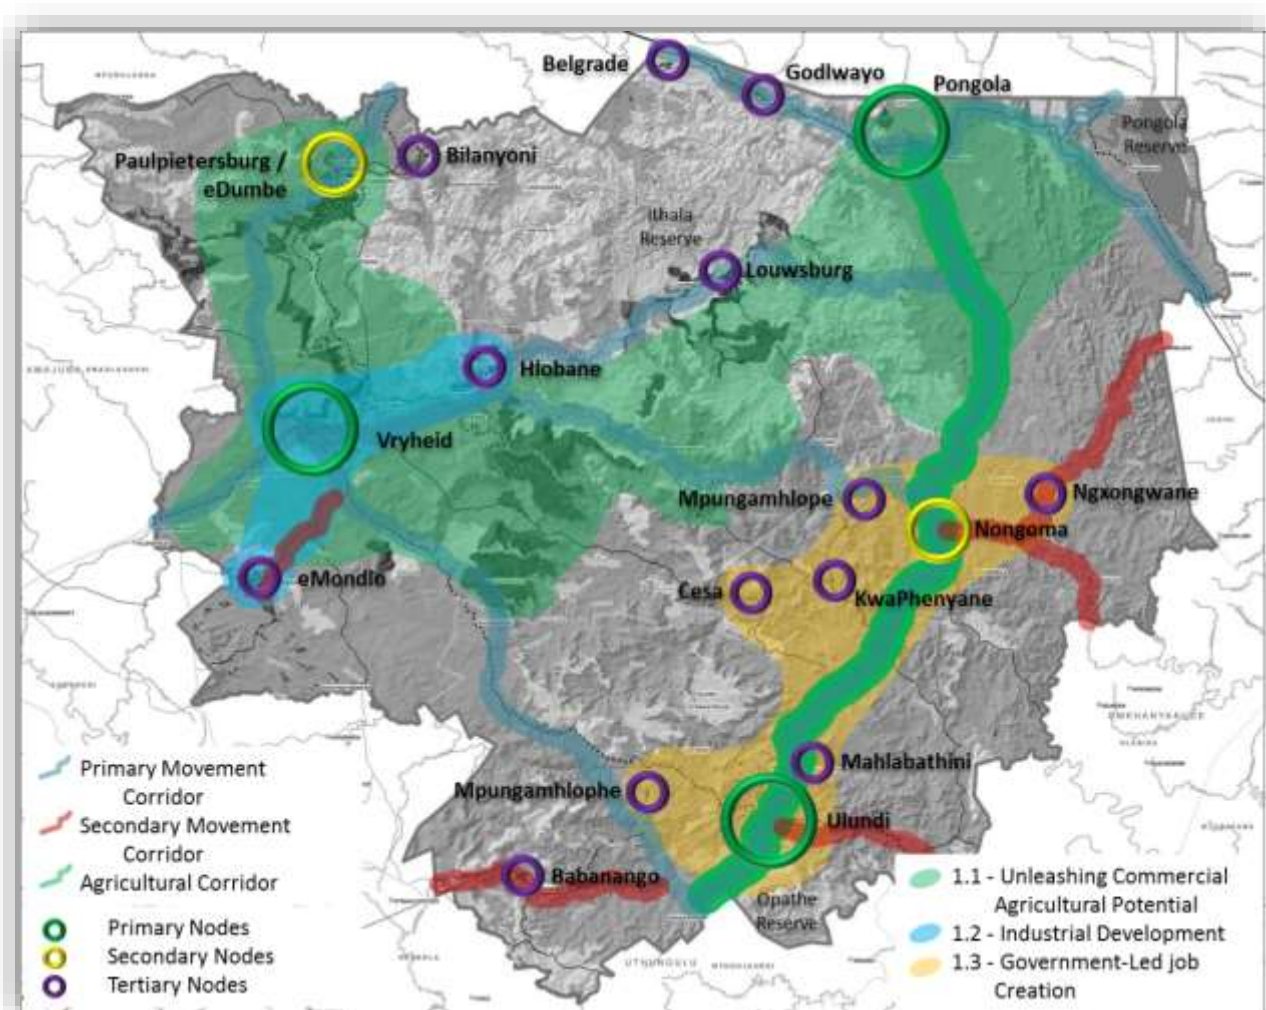 Belgrade
Godlwayo
Pongola
Pongola
Reserve
Paulpietersburg /
eDumbe
Bilanyoni
Ithala
Reserve
Louwsburg
Hlobane
Vryheid
Mpungamhlope
Ngxongwane
Nongoma
eMondlo
Cesa
KwaPhenyane
Mahlabathini
Mpungamhlophe
Ulundi
Babanango
Opathe
Reserve
Primary Movement
Corridor
Secondary Movement
Corridor
Agricultural Corridor
Primary Nodes
Secondary Nodes
Tertiary Nodes
1.1 - Unleashing Commercial
Agricultural Potential
1.2 - Industrial Development
1.3 - Government-Led job
Creation